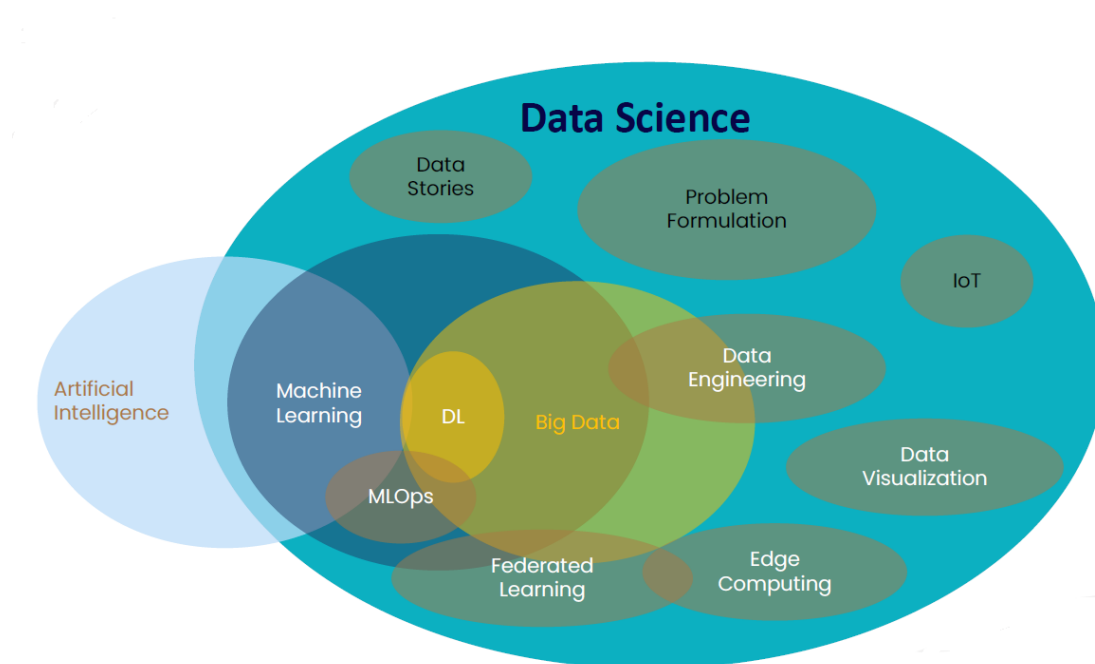 Data Science
Data
Stories
Problem
Formulation
IoT
Data
Engineering
Artificial
Intelligence
Machine
Learning
DL
Big Data
Data
Visualization
MLOps
Federated
Learning
Edge
Computing